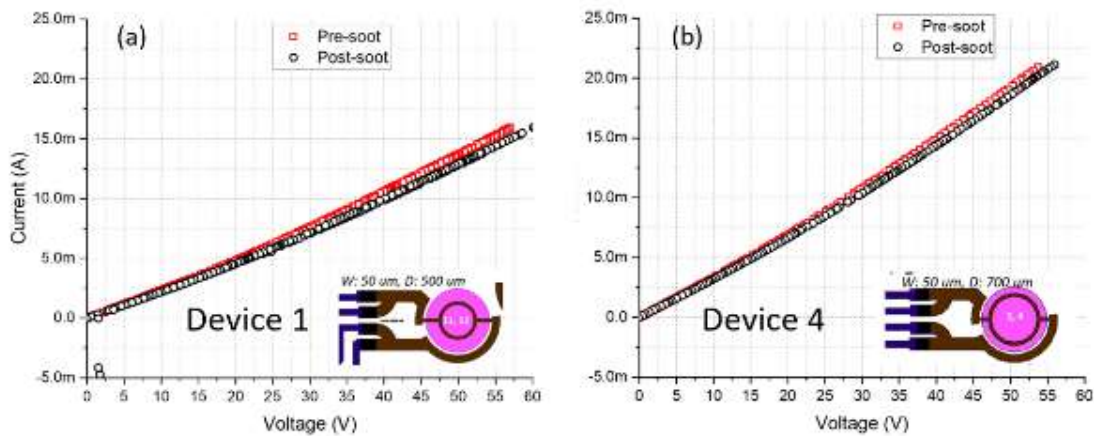 (a)
Pre-soot
Post-soot
25.0m
20.0m
15.0m
10.0m
5.0m
0.0
-5.0m
Current (A)
W: 50 um, D: 500 um
Device 1
11, 12
0 5 10 15 20 25 30 35 40 45 50 55 60
Voltage (V)
(b)
Pre-soot
Post-soot
25.0m
20.0m
15.0m
10.0m
5.0m
0.0
-5.0m
W: 50 um, D: 700 um
Device 4
0 5 10 15 20 25 30 35 40 45 50 55 60
Voltage (V)